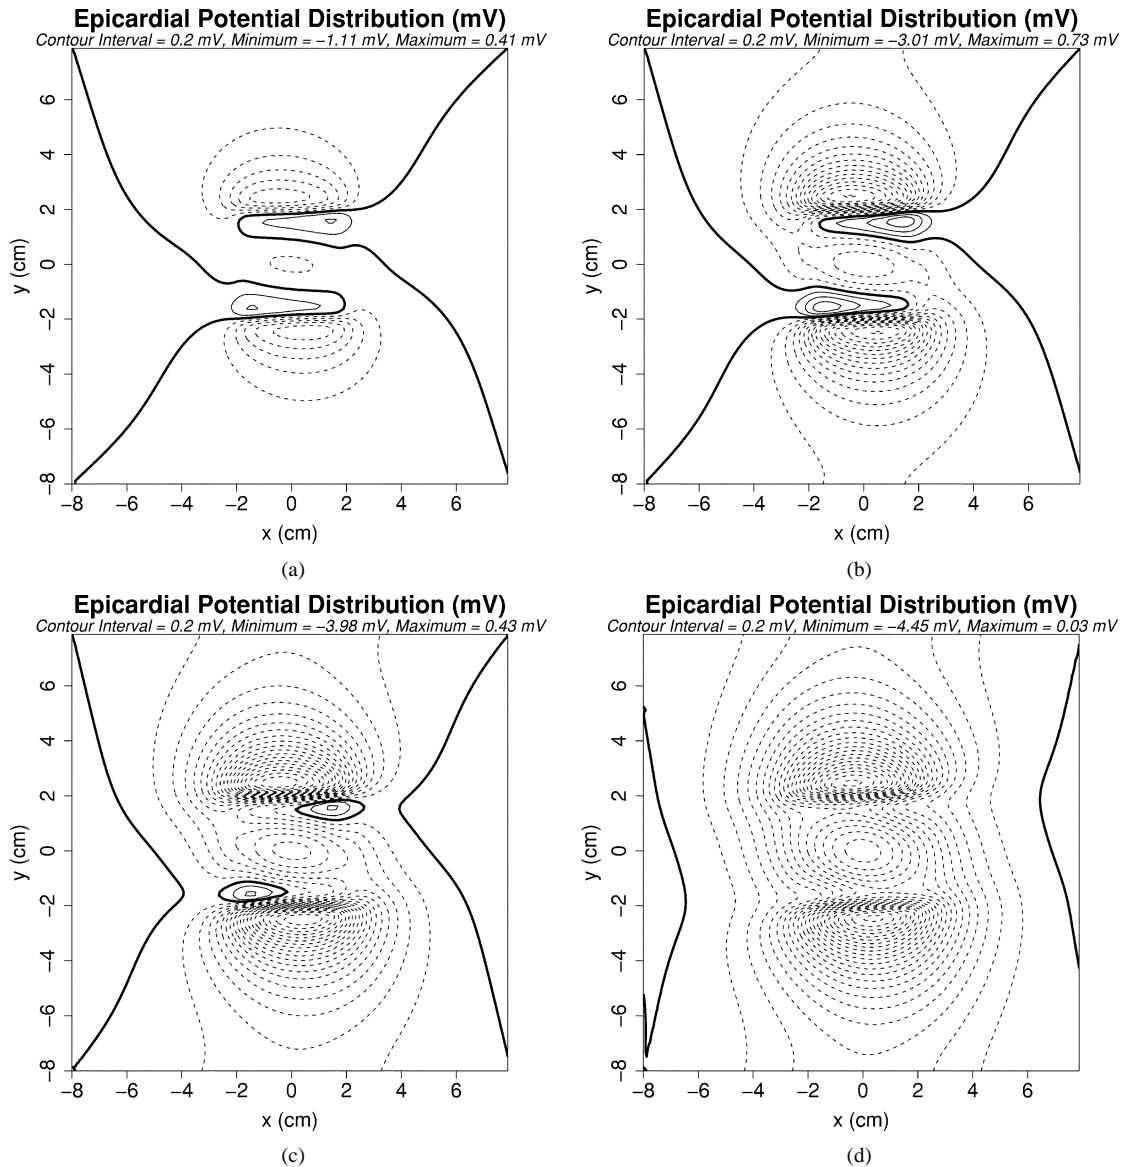 Epicardial Potential Distribution (mV)
Contour Interval = 0.2 mV, Minimum = −1.11 mV, Maximum = 0.41 mV
y (cm)
6
4
2
0
−2
−4
−6
−8
−8 −6 −4 −2 0 2 4 6
x (cm)
(a)
Epicardial Potential Distribution (mV)
Contour Interval = 0.2 mV, Minimum = −3.01 mV, Maximum = 0.73 mV
y (cm)
6
4
2
0
−2
−4
−6
−8
−8 −6 −4 −2 0 2 4 6
x (cm)
(b)
Epicardial Potential Distribution (mV)
Contour Interval = 0.2 mV, Minimum = −3.98 mV, Maximum = 0.43 mV
y (cm)
6
4
2
0
−2
−4
−6
−8
−8 −6 −4 −2 0 2 4 6
x (cm)
(c)
Epicardial Potential Distribution (mV)
Contour Interval = 0.2 mV, Minimum = −4.45 mV, Maximum = 0.03 mV
y (cm)
6
4
2
0
−2
−4
−6
−8
−8 −6 −4 −2 0 2 4 6
x (cm)
(d)